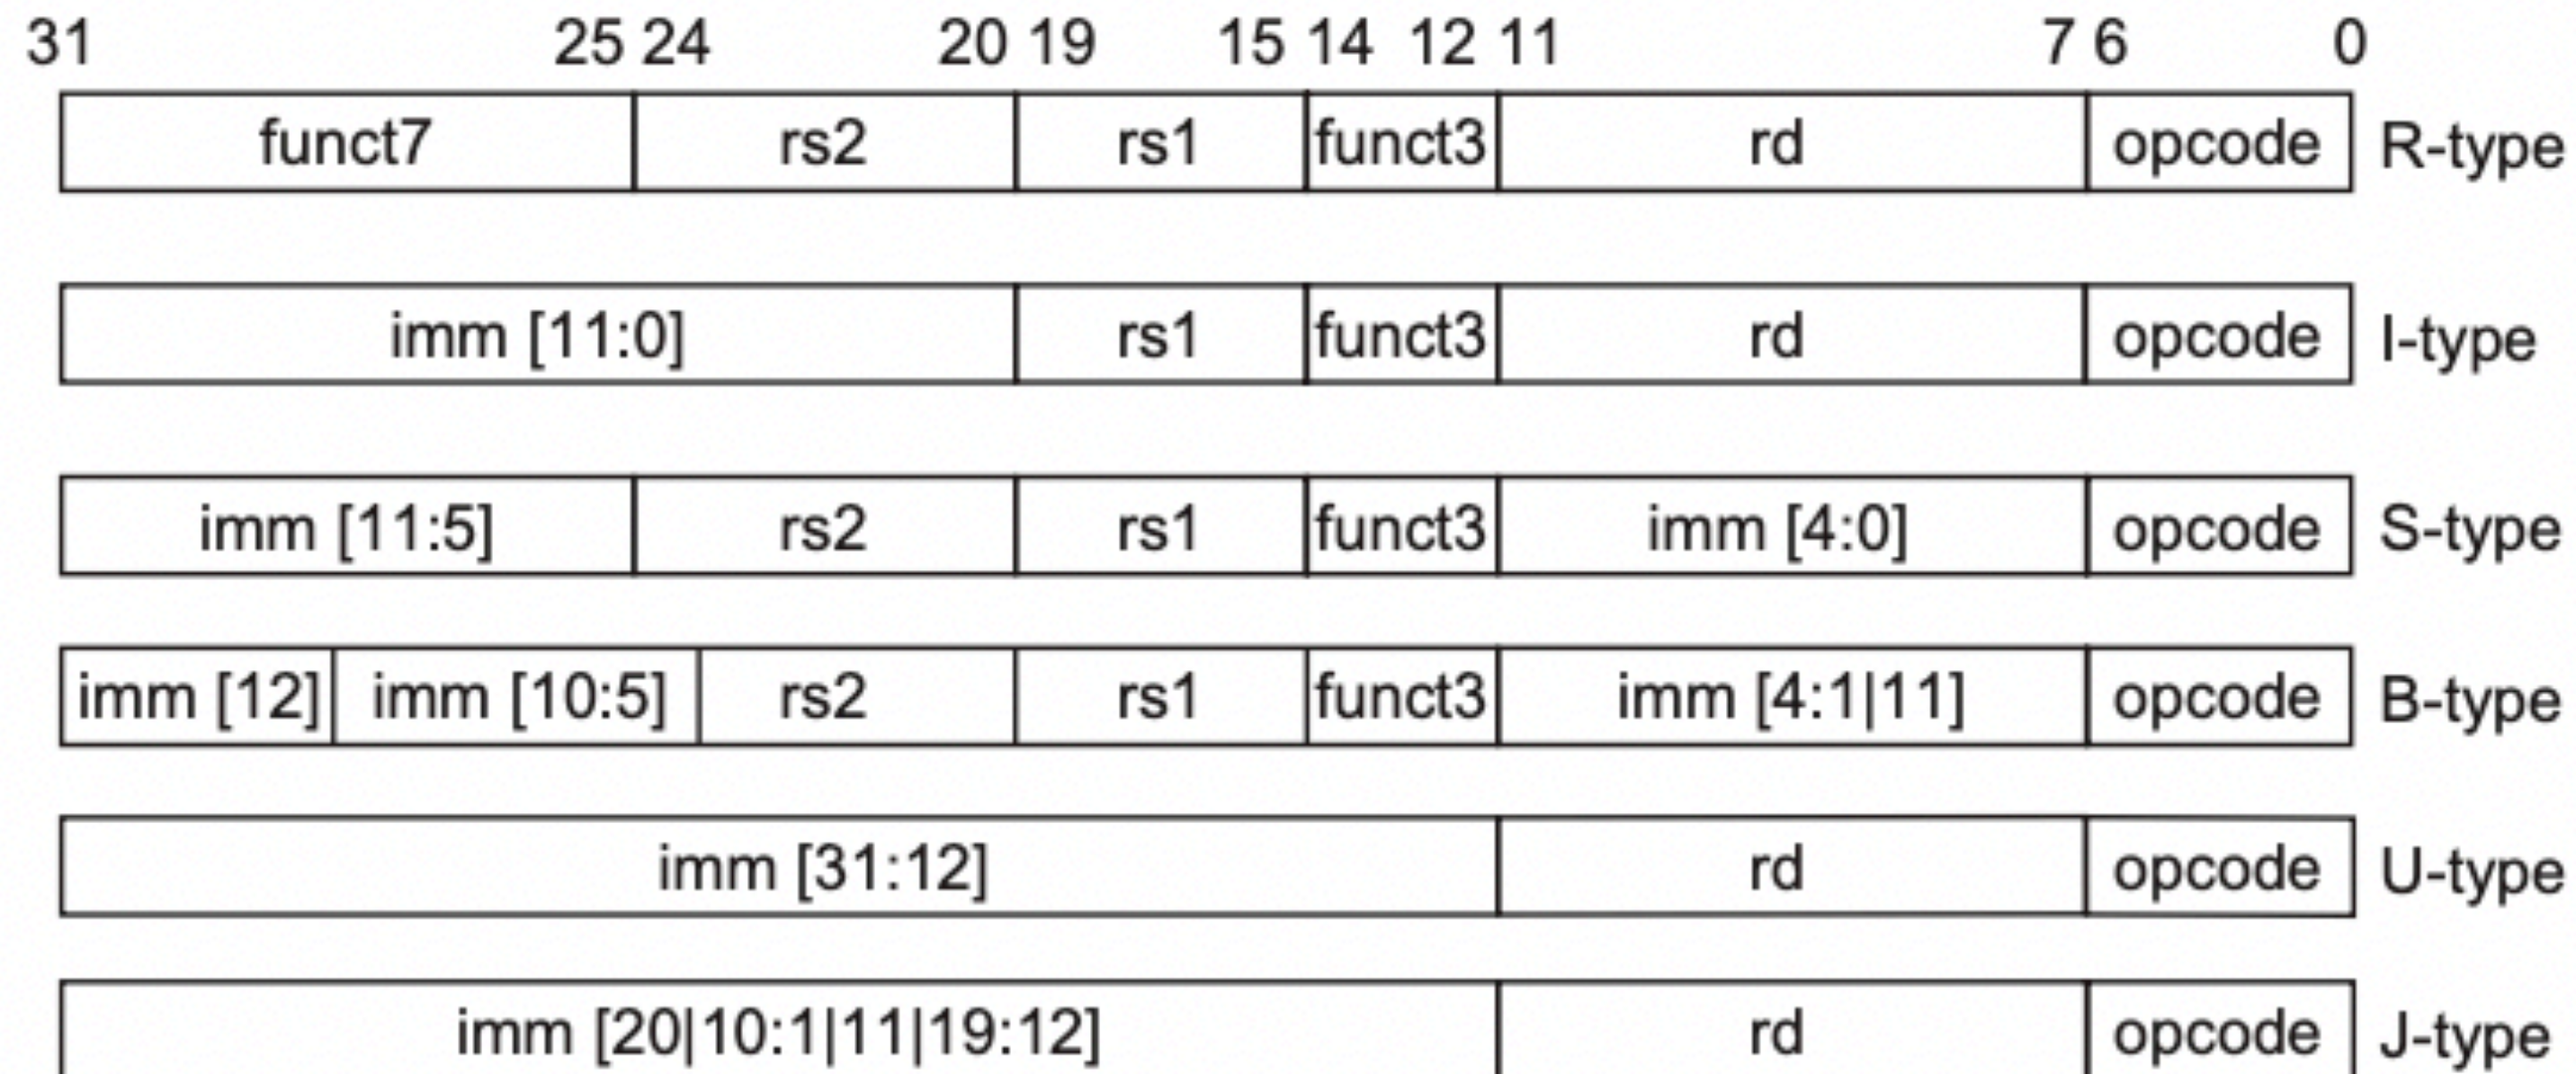 31 25 24 20 19 15 14 12 11 7 6 0
funct7 rs2 rs1 funct3 rd opcode R-type
imm [11:0] rs1 funct3 rd opcode I-type
imm [11:5] rs2 rs1 funct3 imm [4:0] opcode S-type
imm [12] imm [10:5] rs2 rs1 funct3 imm [4:1|11] opcode B-type
imm [31:12] rd opcode U-type
imm [20|10:1|11|19:12] rd opcode J-type